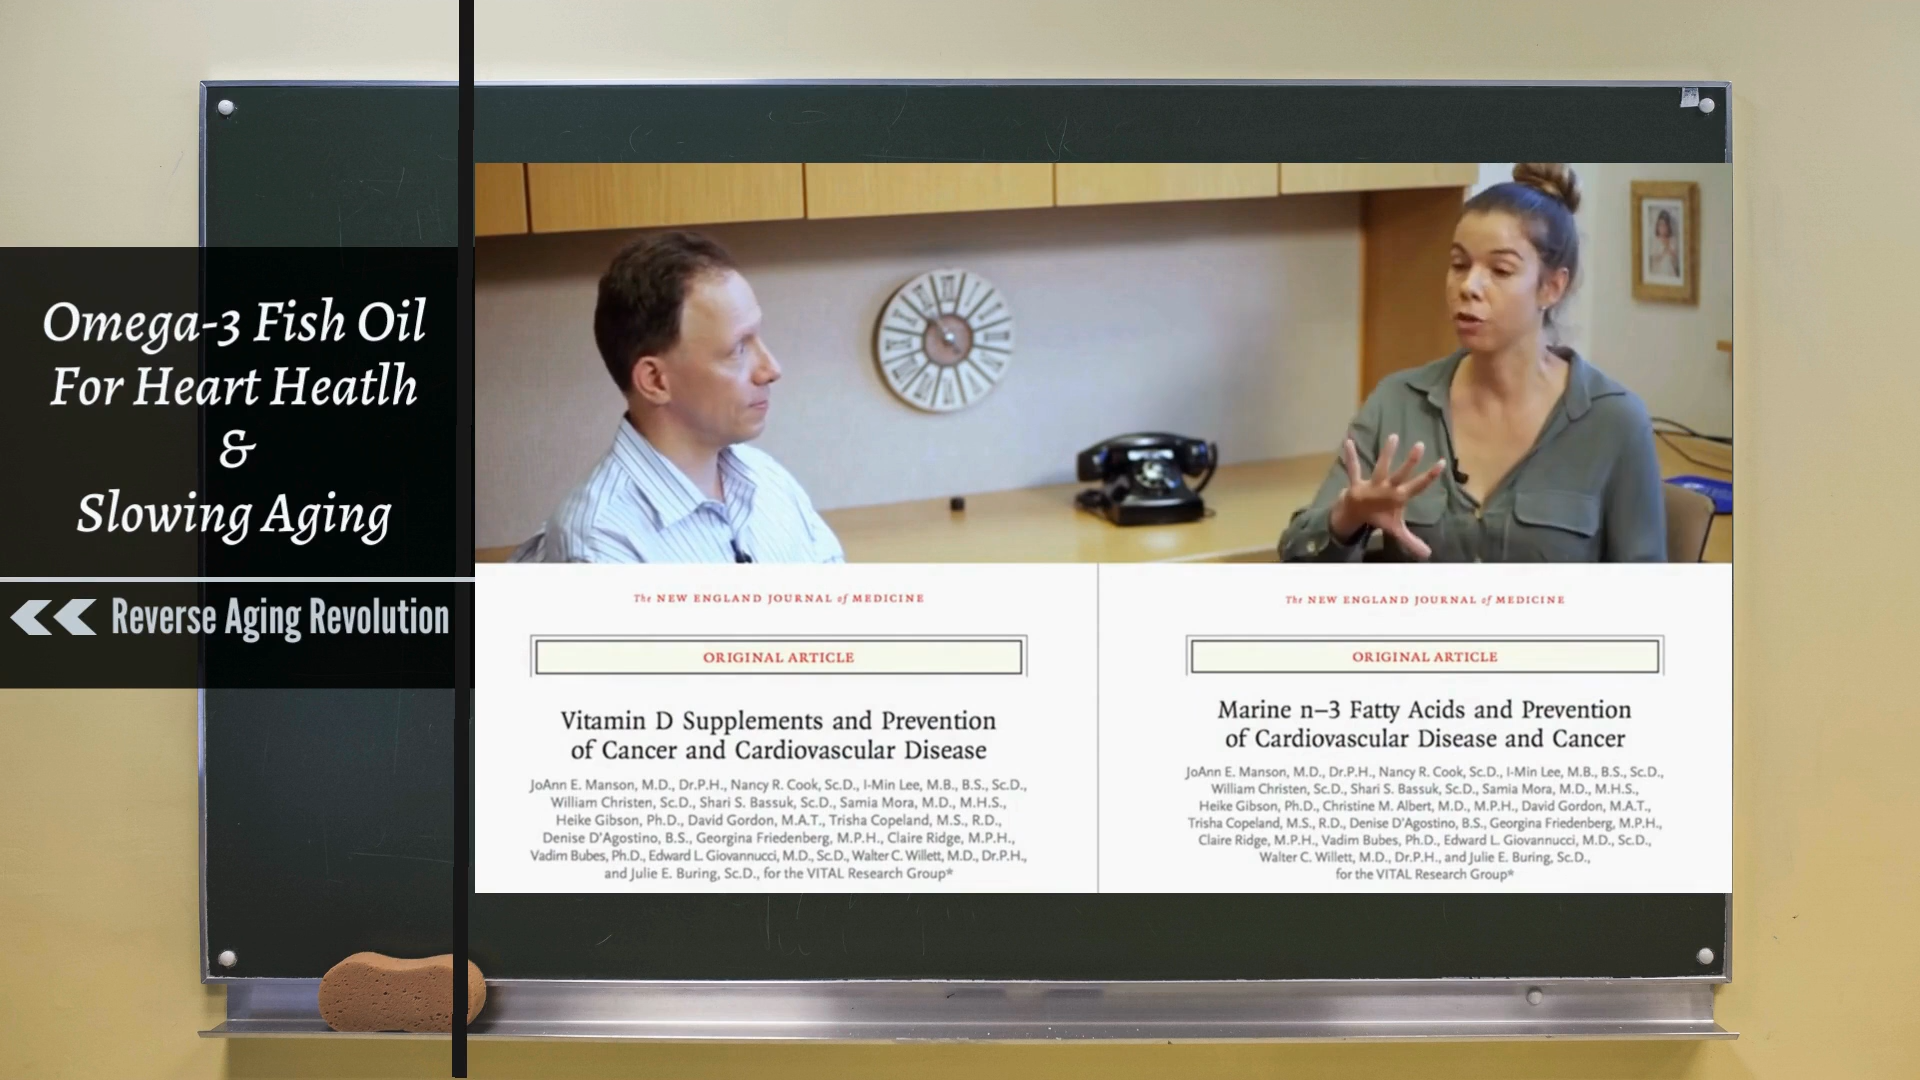 Omega-3 Fish Oil
For Heart Heatlh
&
Slowing Aging
Reverse Aging Revolution
The NEW ENGLAND JOURNAL of MEDICINE
ORIGINAL ARTICLE
Vitamin D Supplements and Prevention
of Cancer and Cardiovascular Disease
JoAnn E. Manson, M.D., Dr.P.H., Nancy R. Cook, Sc.D., I-Min Lee, M.B., B.S., Sc.D.,
William Christen, Sc.D., Shari S. Bassuk, Sc.D., Samia Mora, M.D., M.H.S.,
Heike Gibson, Ph.D., David Gordon, M.A.T., Trisha Copeland, M.S., R.D.,
Denise D'Agostino, B.S., Georgina Friedenberg, M.P.H., Claire Ridge, M.P.H.,
Vadim Bubes, Ph.D., Edward L. Giovannucci, M.D., Sc.D., Walter C. Willett, M.D., Dr.P.H.,
and Julie E. Buring, Sc.D., for the VITAL Research Group*
The NEW ENGLAND JOURNAL of MEDICINE
ORIGINAL ARTICLE
Marine n–3 Fatty Acids and Prevention
of Cardiovascular Disease and Cancer
JoAnn E. Manson, M.D., Dr.P.H., Nancy R. Cook, Sc.D., I-Min Lee, M.B., B.S., Sc.D.,
William Christen, Sc.D., Shari S. Bassuk, Sc.D., Samia Mora, M.D., M.H.S.,
Heike Gibson, Ph.D., Christine M. Albert, M.D., M.P.H., David Gordon, M.A.T.,
Trisha Copeland, M.S., R.D., Denise D'Agostino, B.S., Georgina Friedenberg, M.P.H.,
Claire Ridge, M.P.H., Vadim Bubes, Ph.D., Edward L. Giovannucci, M.D., Sc.D.,
Walter C. Willett, M.D., Dr.P.H., and Julie E. Buring, Sc.D.,
for the VITAL Research Group*